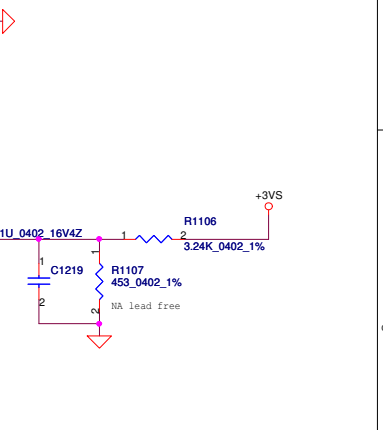 +3VS
R1106
1U_0402_16V4Z
1
2
3.24K_0402_1%
1
1
C1219
R1107
453_0402_1%
2
2
NA lead free